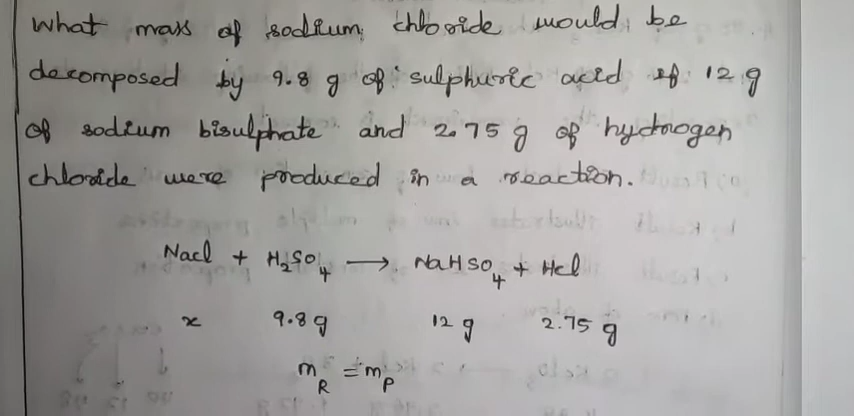 What mass of sodium chloride would be
decomposed by 9.8 g of sulphuric acid if 12 g
of sodium bisulphate and 2.75 g of hydrogen
chloride were produced in a reaction.
Nacl + H₂SO₄ → NaHSO₄ + Hcl
x 9.8 g 12 g 2.75 g
m_R = m_P